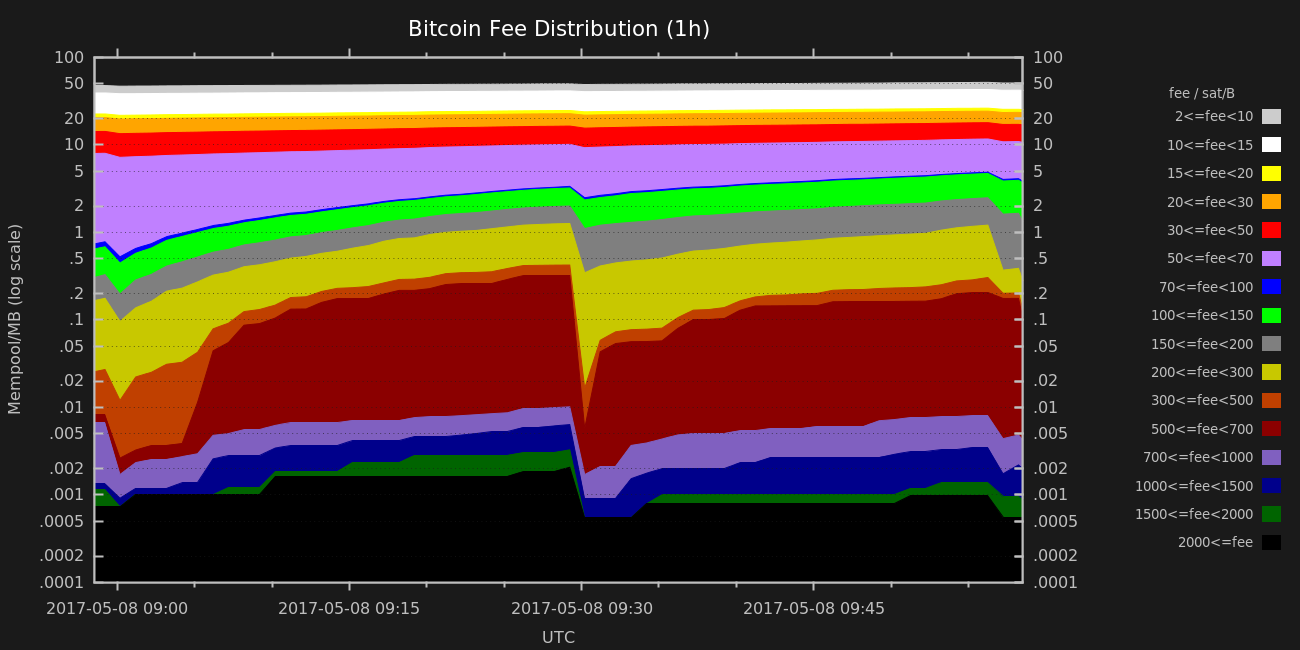 Bitcoin Fee Distribution (1h)
Mempool/MB (log scale)
100
50
20
10
5
2
1
.5
.2
.1
.05
.02
.01
.005
.002
.001
.0005
.0002
.0001
100
50
20
10
5
2
1
.5
.2
.1
.05
.02
.01
.005
.002
.001
.0005
.0002
.0001
2017-05-08 09:00
2017-05-08 09:15
2017-05-08 09:30
2017-05-08 09:45
UTC
fee / sat/B
2<=fee<10
10<=fee<15
15<=fee<20
20<=fee<30
30<=fee<50
50<=fee<70
70<=fee<100
100<=fee<150
150<=fee<200
200<=fee<300
300<=fee<500
500<=fee<700
700<=fee<1000
1000<=fee<1500
1500<=fee<2000
2000<=fee